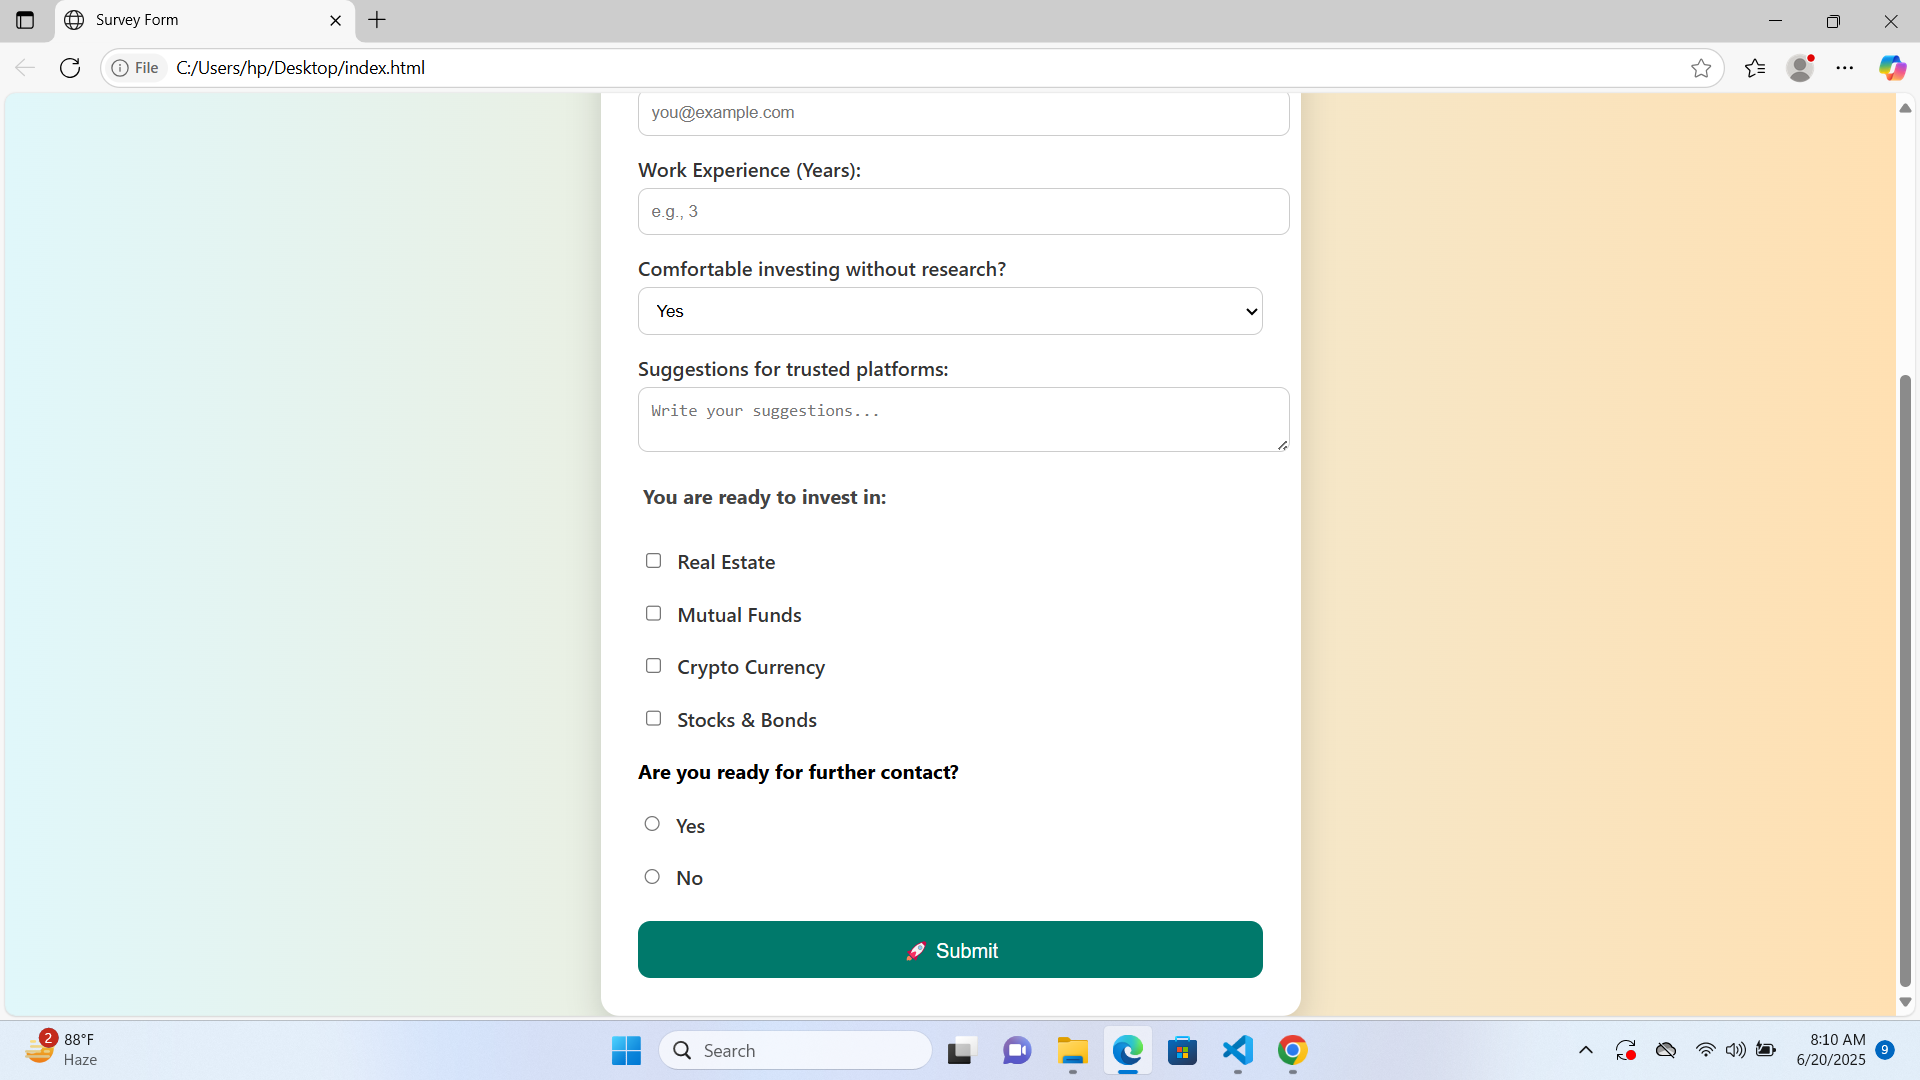 Survey Form
File
C:/Users/hp/Desktop/index.html
you@example.com
Work Experience (Years):
e.g., 3
Comfortable investing without research?
Yes
Suggestions for trusted platforms:
Write your suggestions...
You are ready to invest in:
Real Estate
Mutual Funds
Crypto Currency
Stocks & Bonds
Are you ready for further contact?
Yes
No
🚀 Submit
2
88°F
Haze
Search
8:10 AM
6/20/2025
9